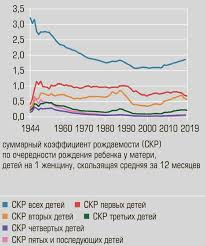 4,0
3,5
3,0
2,5
2,0
1,5
1,0
0,5
0,0
1944 1960 1970 1980 1990 2000 2010 2019
суммарный коэффициент рождаемости (СКР)
по очередности рождения ребенка у матери,
детей на 1 женщину, скользящая средняя за 12 месяцев
СКР всех детей СКР первых детей
СКР вторых детей СКР третьих детей
СКР четвертых детей
СКР пятых и последующих детей